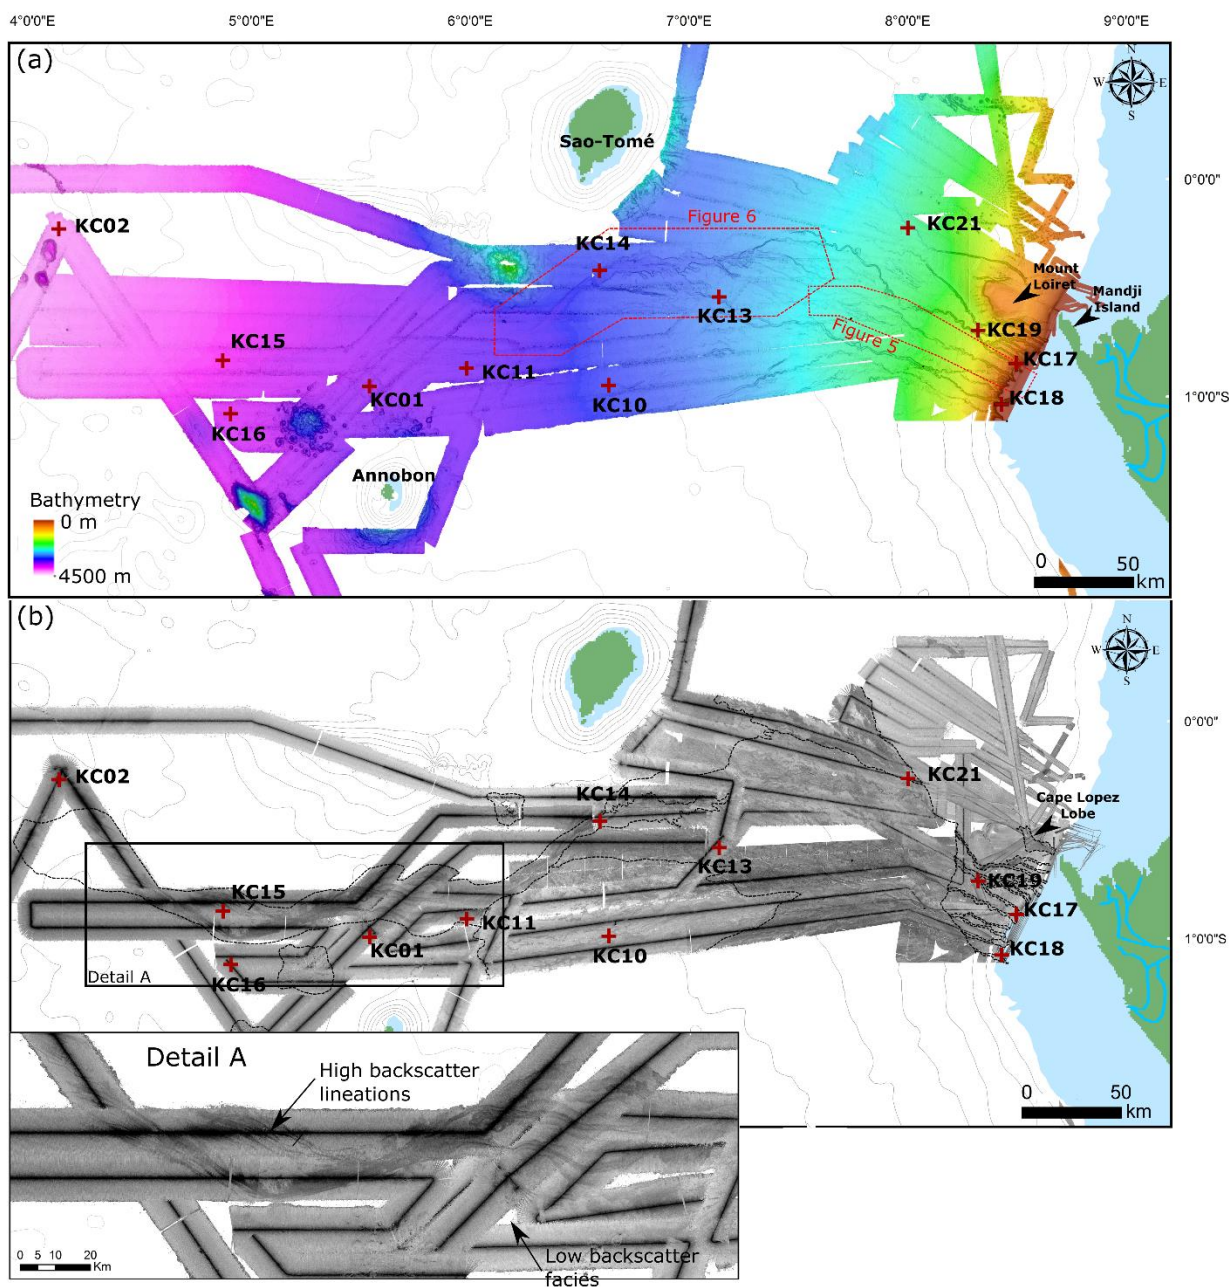 4°0'0"E 5°0'0"E 6°0'0"E 7°0'0"E 8°0'0"E 9°0'0"E
(a)
N
W E
S
Sao-Tomé
0°0'0"
Figure 6
KC02
KC21
KC14
Mount
Loiret
Mandji
Island
KC13
KC19
Figure 5
KC15
KC11
KC17
KC01
KC10
KC18
1°0'0"S
KC16
Annobon
Bathymetry
0 m
4500 m
0 50
km
(b)
N
W E
S
0°0'0"
KC02
KC21
Cape Lopez
Lobe
KC14
KC13
KC19
KC15
KC11
KC17
KC01
KC10
KC18
1°0'0"S
KC16
Detail A
Detail A
High backscatter
lineations
0 50
km
Low backscatter
facies
0 5 10 20
Km